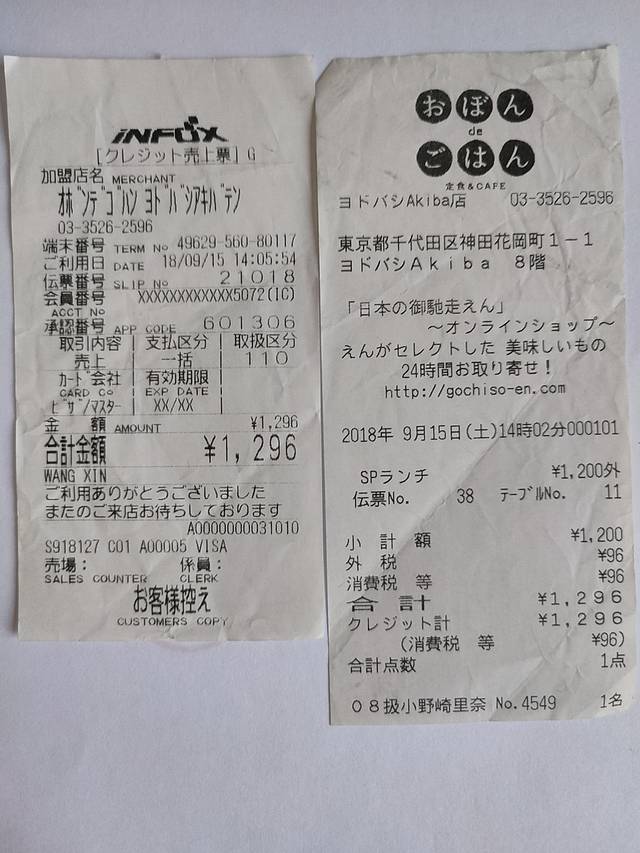 INFOX
[クレジット売上票] G
加盟店名 MERCHANT
ｵﾎﾞﾝﾃﾞｺﾞﾊﾝ ﾖﾄﾞﾊﾞｼｱｷﾊﾞﾃﾝ
03-3526-2596
端末番号 TERM No 49629-560-80117
ご利用日 DATE 18/09/15 14:05:54
伝票番号 SLIP No 21018
会員番号 XXXXXXXXXXXX5072(IC)
ACCT No
承認番号 APP CODE 601306
取引内容 支払区分 取扱区分
売上 一括 110
ｶｰﾄﾞ会社 有効期限
CARD CO EXP DATE
ﾋﾞｻﾞ/ﾏｽﾀｰ XX/XX
金 額 AMOUNT ¥1,296
合計金額 ¥1,296
WANG XIN
ご利用ありがとうございました
またのご来店お待ちしております
A0000000031010
S918127 C01 A00005 VISA
売場: 係員:
SALES COUNTER CLERK
お客様控え
CUSTOMERS COPY
おぼん
de
ごはん
定食&CAFE
ヨドバシAkiba店 03-3526-2596
東京都千代田区神田花岡町1-1
ヨドバシAkiba 8階
「日本の御馳走えん」
～オンラインショップ～
えんがセレクトした 美味しいもの
24時間お取り寄せ!
http://gochiso-en.com
2018年 9月15日(土)14時02分000101
SPランチ ¥1,200外
伝票No. 38 ﾃｰﾌﾞﾙNo. 11
小 計 額 ¥1,200
外 税 ¥96
消費税 等 ¥96
合 計 ¥1,296
クレジット計 ¥1,296
(消費税 等 ¥96)
合計点数 1点
08扱小野崎里奈 No.4549 1名